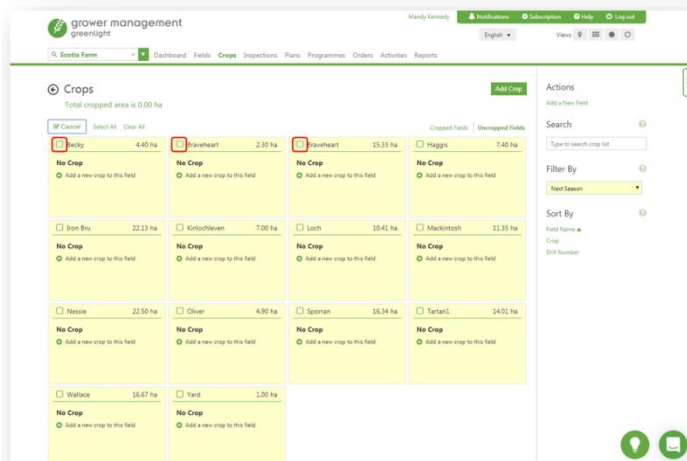 grower management
greenlight
Mandy Kennedy
Notifications Subscription Help Log out
English
Views
Scotia Farm
Dashboard Fields Crops Inspections Plans Programmes Orders Activities Reports
Crops
Add Crop
Total cropped area is 0.00 ha
Cancel Select All Clear All
Cropped Fields Uncropped Fields
Becky 4.40 ha
No Crop
Add a new crop to this field
Braveheart 2.30 ha
No Crop
Add a new crop to this field
Braveheart 15.33 ha
No Crop
Add a new crop to this field
Haggis 7.40 ha
No Crop
Add a new crop to this field
Iron Bru 22.13 ha
No Crop
Add a new crop to this field
Kinlochleven 7.00 ha
No Crop
Add a new crop to this field
Loch 10.41 ha
No Crop
Add a new crop to this field
Mackintosh 11.35 ha
No Crop
Add a new crop to this field
Nessie 22.50 ha
No Crop
Add a new crop to this field
Oliver 4.90 ha
No Crop
Add a new crop to this field
Sporran 16.34 ha
No Crop
Add a new crop to this field
Tartan1 14.01 ha
No Crop
Add a new crop to this field
Wallace 16.67 ha
No Crop
Add a new crop to this field
Yard 1.00 ha
No Crop
Add a new crop to this field
Actions
Add a New Field
Search
Type to search crop list
Filter By
Next Season
Sort By
Field Name
Crop
Drill Number